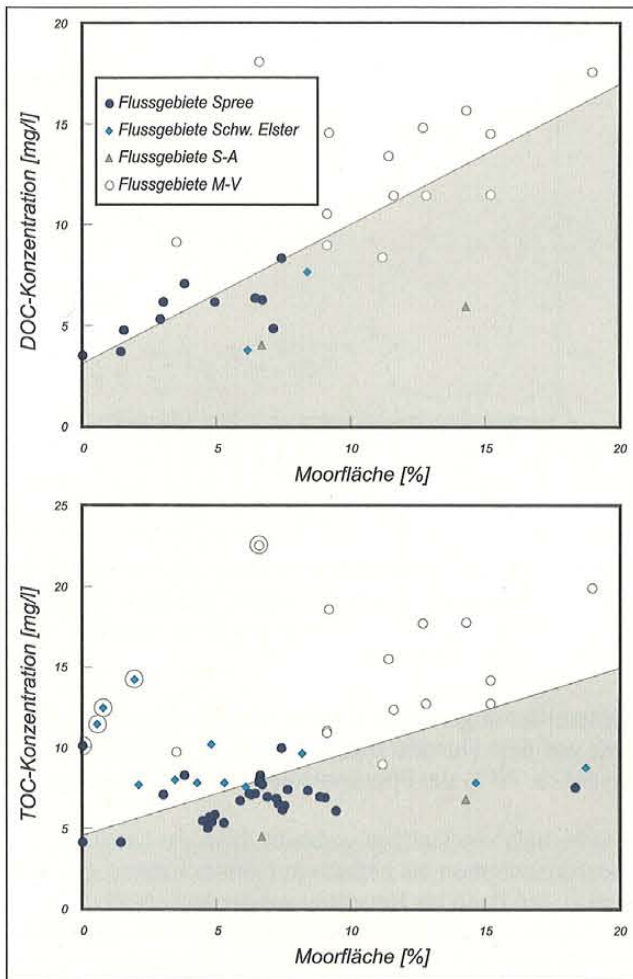 20
15
10
5
0
DOC-Konzentration [mg/l]
Flussgebiete Spree
Flussgebiete Schw. Elster
Flussgebiete S-A
Flussgebiete M-V
0 5 10 15 20
Moorfläche [%]
25
20
15
10
5
0
TOC-Konzentration [mg/l]
0 5 10 15 20
Moorfläche [%]